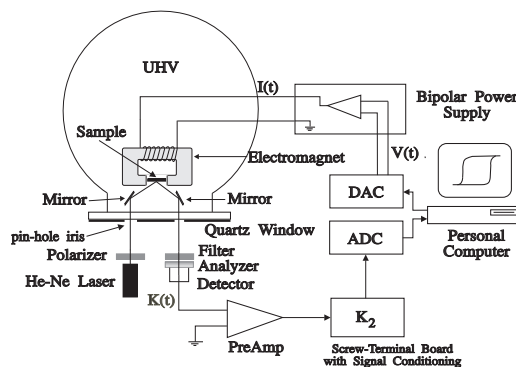 UHV
I(t)
Bipolar Power
Supply
Sample
Electromagnet
V(t)
Mirror
Mirror
DAC
Quartz Window
pin-hole iris
ADC
Personal
Computer
Polarizer
Filter
Analyzer
He-Ne Laser
Detector
K(t)
K2
PreAmp
Screw-Terminal Board
with Signal Conditioning